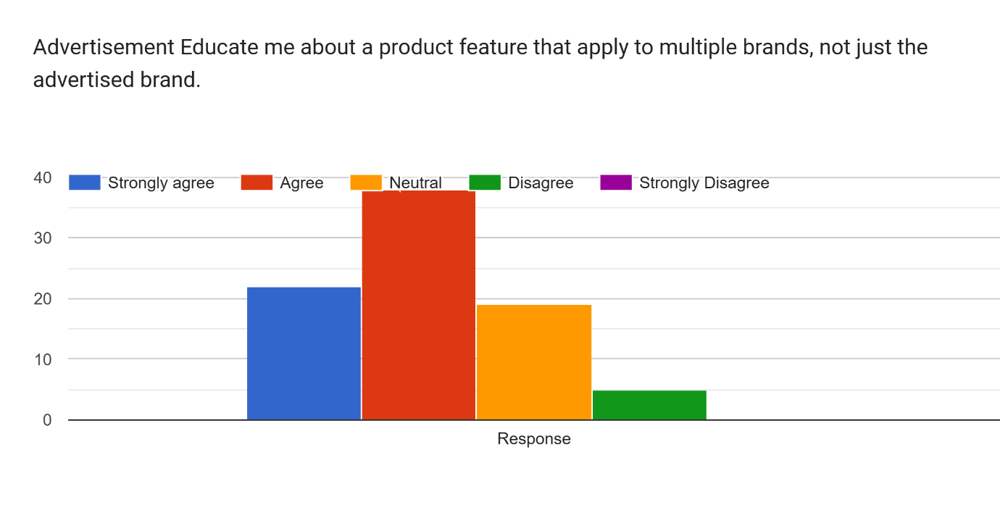 Advertisement Educate me about a product feature that apply to multiple brands, not just the
advertised brand.
40
Strongly agree
Agree
Neutral
Disagree
Strongly Disagree
30
20
10
0
Response